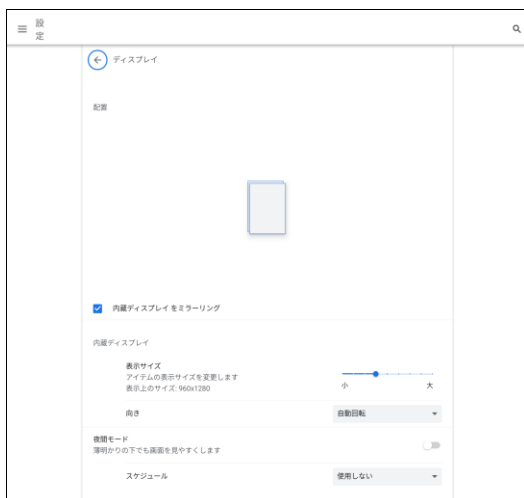 設
定
ディスプレイ
配置
内蔵ディスプレイ をミラーリング
内蔵ディスプレイ
表示サイズ
アイテムの表示サイズを変更します
表示上のサイズ: 960x1280
小 大
向き 自動回転
夜間モード
薄明かりの下でも画面を見やすくします
スケジュール 使用しない